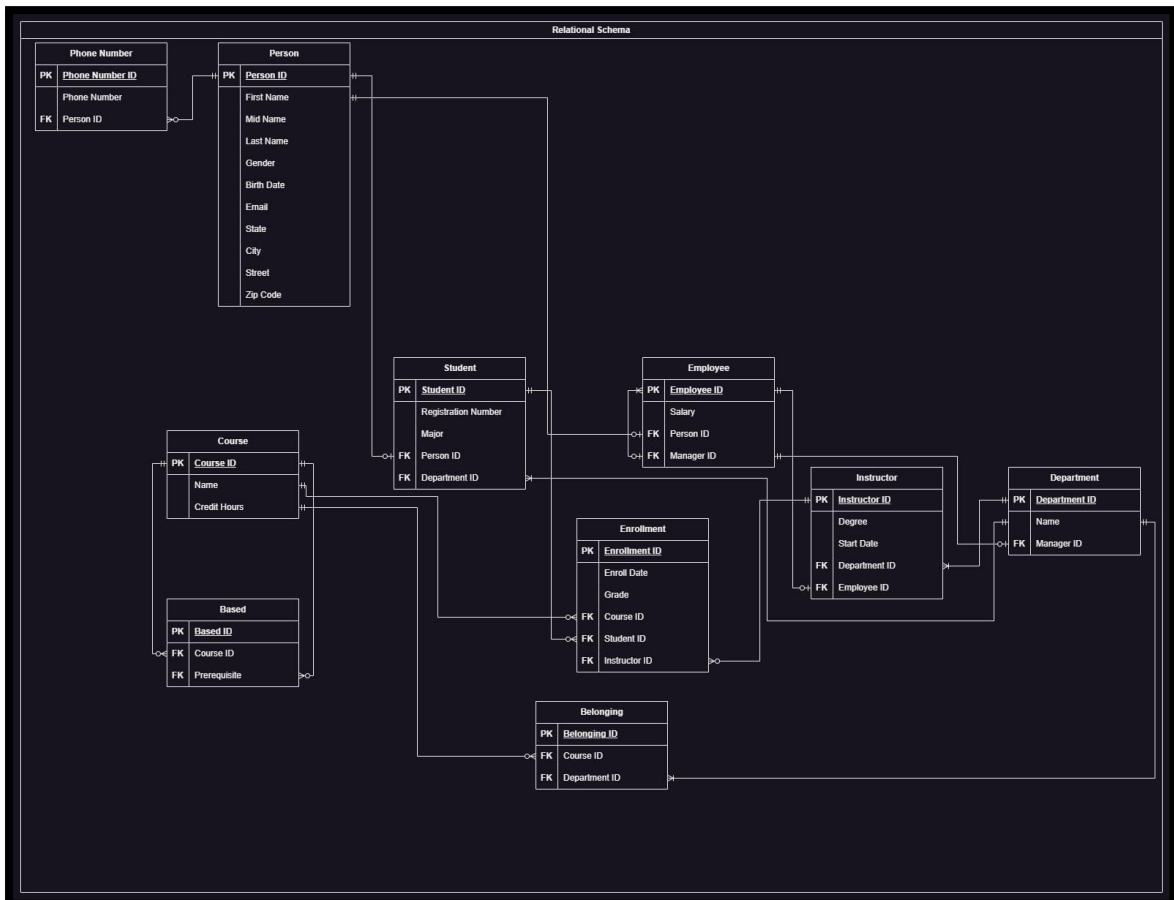 Relational Schema
Phone Number
PK Phone Number ID
Phone Number
FK Person ID
Person
PK Person ID
First Name
Mid Name
Last Name
Gender
Birth Date
Email
State
City
Street
Zip Code
Student
PK Student ID
Registration Number
Major
FK Person ID
FK Department ID
Employee
PK Employee ID
Salary
FK Person ID
FK Manager ID
Course
PK Course ID
Name
Credit Hours
Instructor
PK Instructor ID
Degree
Start Date
FK Department ID
FK Employee ID
Department
PK Department ID
Name
FK Manager ID
Enrollment
PK Enrollment ID
Enroll Date
Grade
FK Course ID
FK Student ID
FK Instructor ID
Based
PK Based ID
FK Course ID
FK Prerequisite
Belonging
PK Belonging ID
FK Course ID
FK Department ID